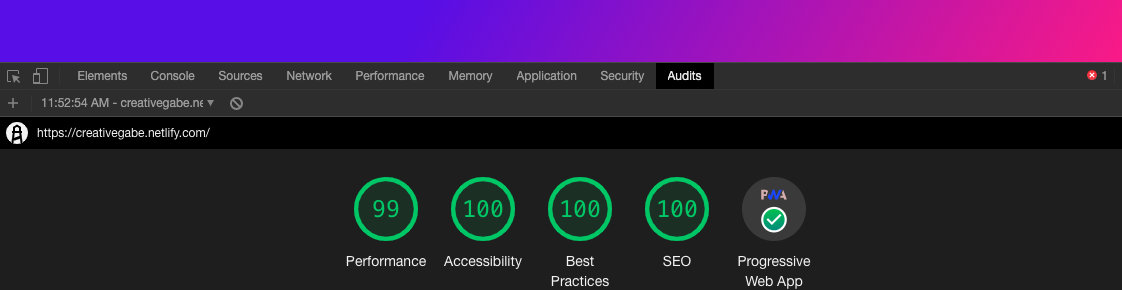 Elements Console Sources Network Performance Memory Application Security Audits 1
11:52:54 AM - creativegabe.ne
https://creativegabe.netlify.com/
99 100 100 100 PWA
Performance Accessibility Best Practices SEO Progressive Web App